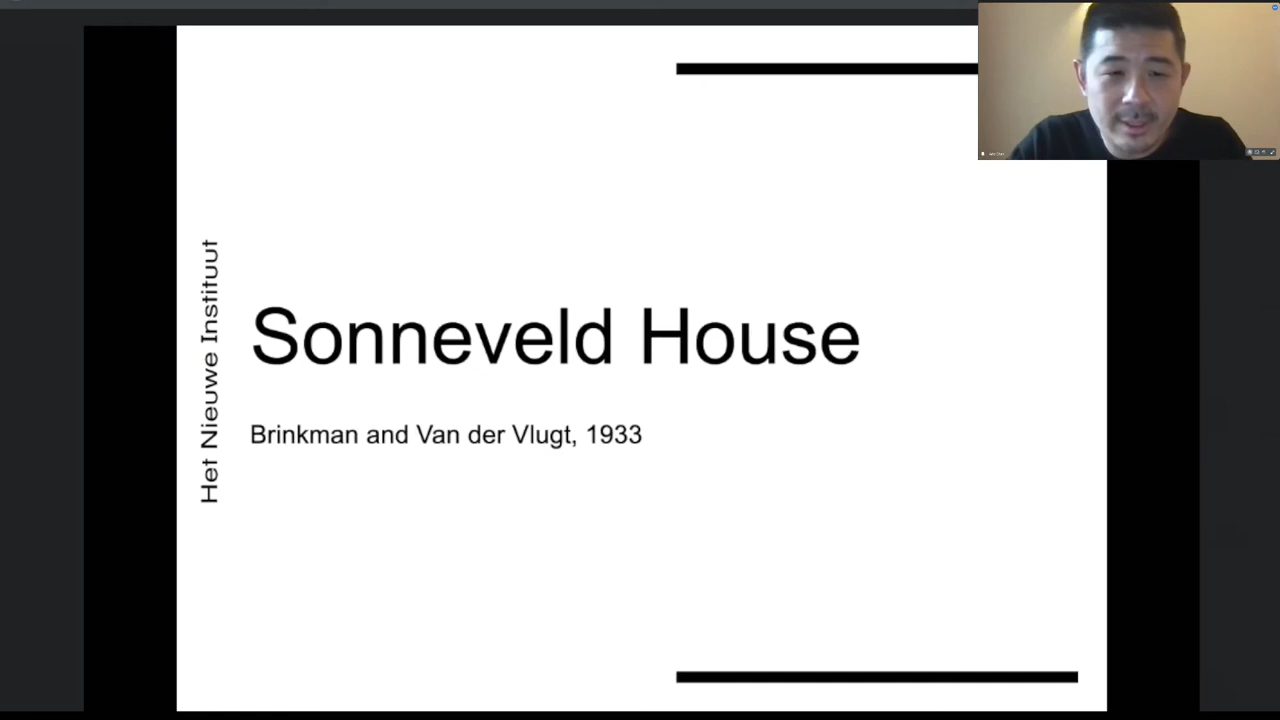 Het Nieuwe Instituut
Sonneveld House
Brinkman and Van der Vlugt, 1933